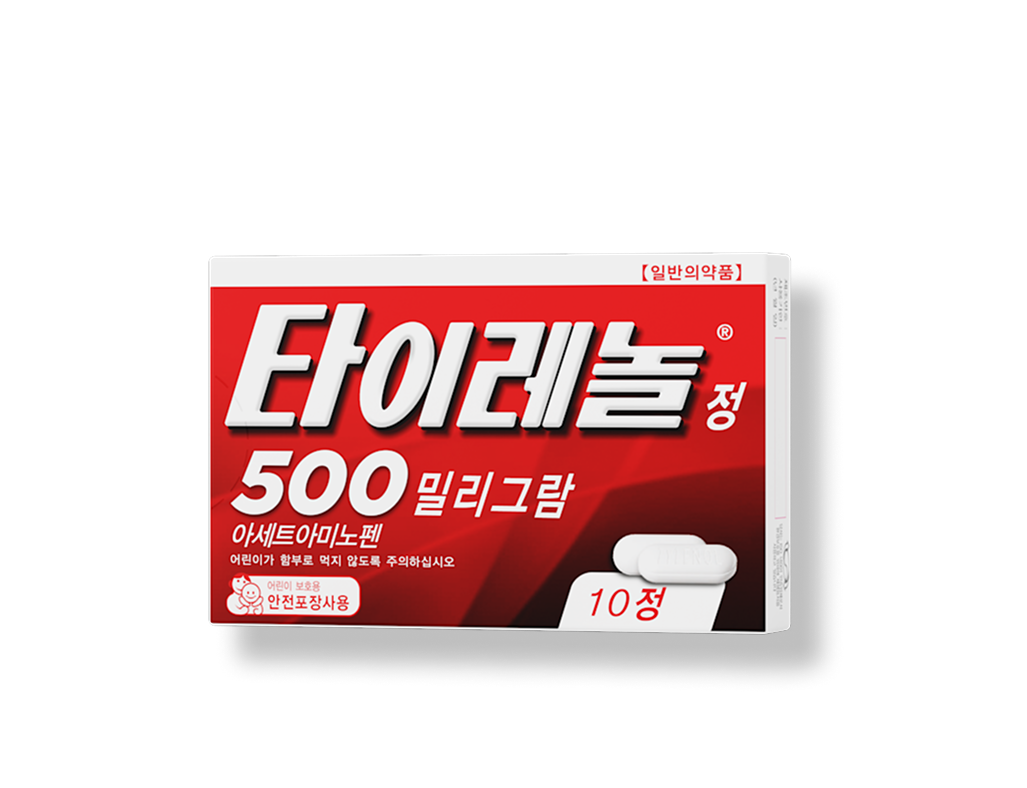 【일반의약품】
타이레놀® 정
500 밀리그람
아세트아미노펜
어린이가 함부로 먹지 않도록 주의하십시오
어린이 보호용
안전포장사용
10정